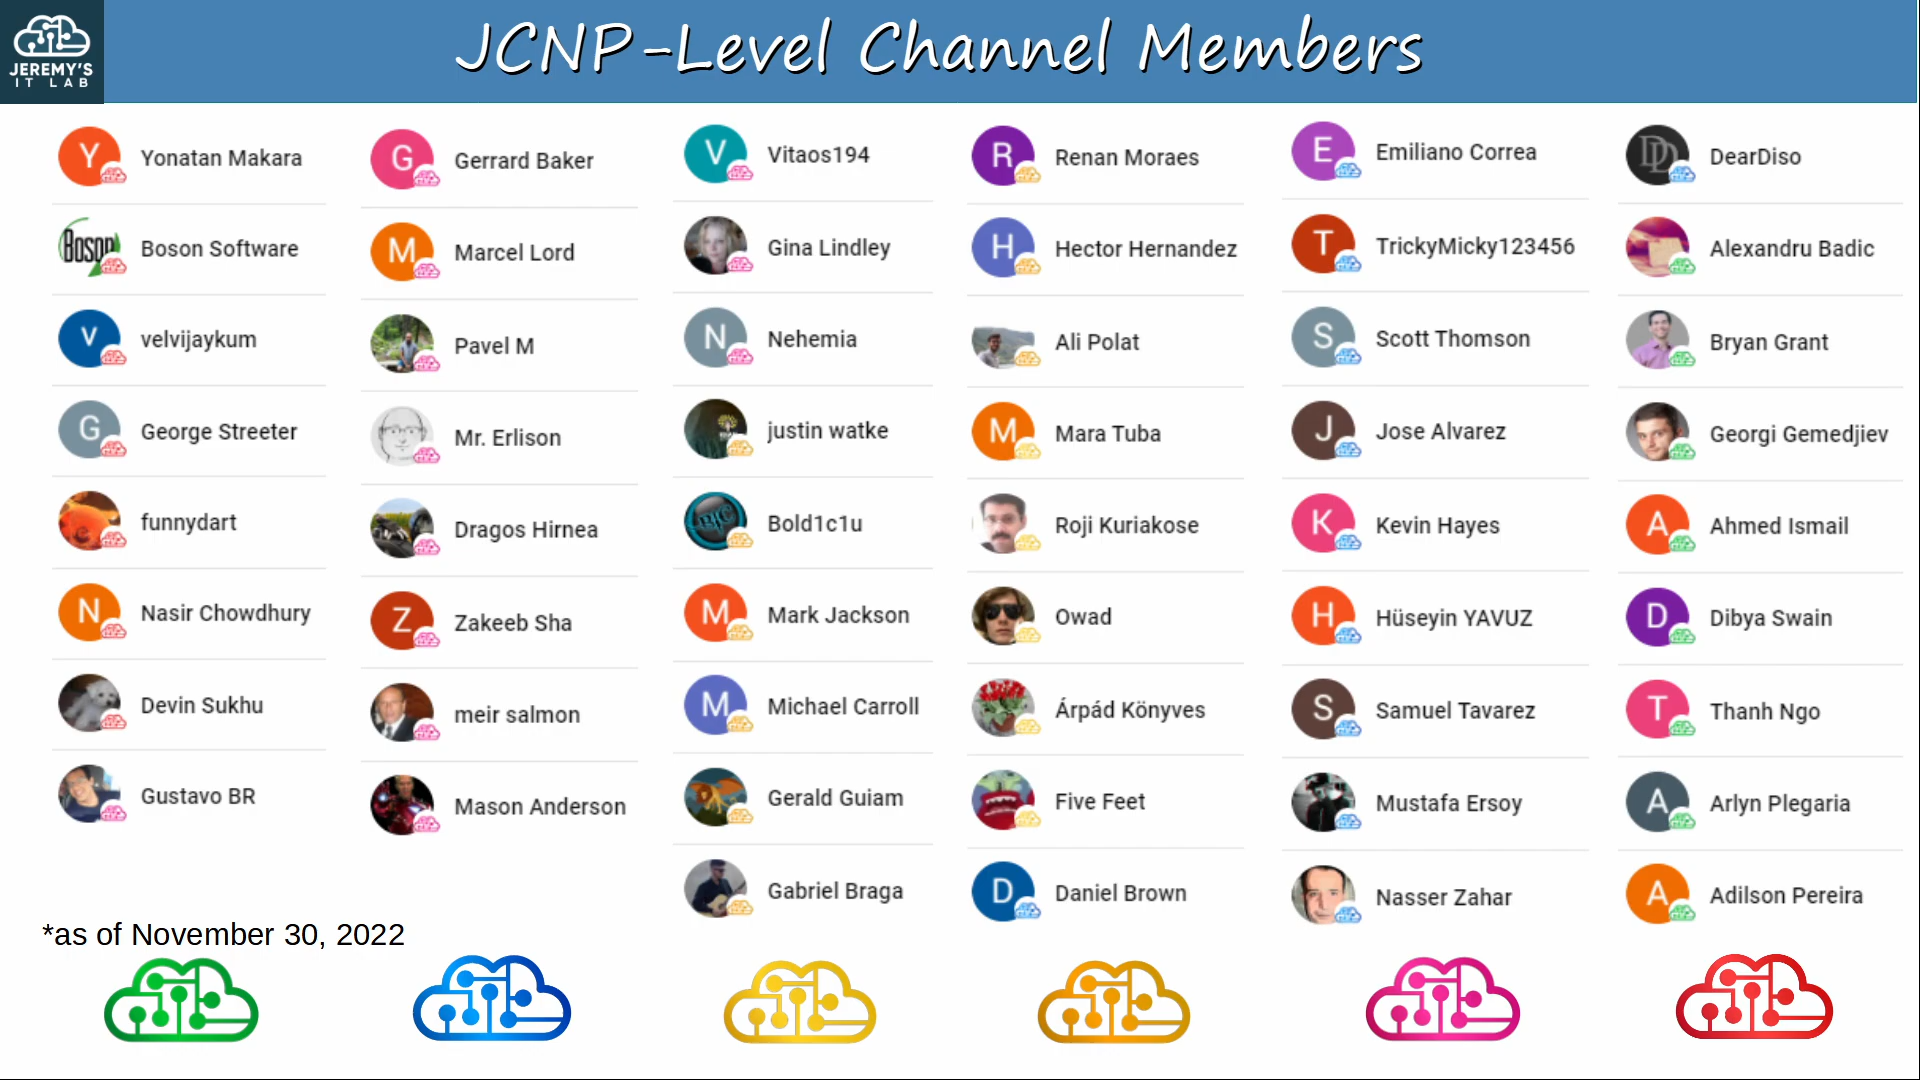 JEREMY'S
IT LAB
JCNP-Level Channel Members
Y Yonatan Makara
Boson Boson Software
v velvijaykum
G George Streeter
funnydart
N Nasir Chowdhury
Devin Sukhu
Gustavo BR
G Gerrard Baker
M Marcel Lord
Pavel M
Mr. Erlison
Dragos Hirnea
Z Zakeeb Sha
meir salmon
Mason Anderson
V Vitaos194
Gina Lindley
N Nehemia
justin watke
Bold1c1u
M Mark Jackson
M Michael Carroll
Gerald Guiam
Gabriel Braga
R Renan Moraes
H Hector Hernandez
Ali Polat
M Mara Tuba
Roji Kuriakose
Owad
Árpád Könyves
Five Feet
D Daniel Brown
E Emiliano Correa
T TrickyMicky123456
S Scott Thomson
J Jose Alvarez
K Kevin Hayes
H Hüseyin YAVUZ
S Samuel Tavarez
Mustafa Ersoy
Nasser Zahar
DD DearDiso
Alexandru Badic
Bryan Grant
Georgi Gemedjiev
A Ahmed Ismail
D Dibya Swain
T Thanh Ngo
A Arlyn Plegaria
A Adilson Pereira
*as of November 30, 2022